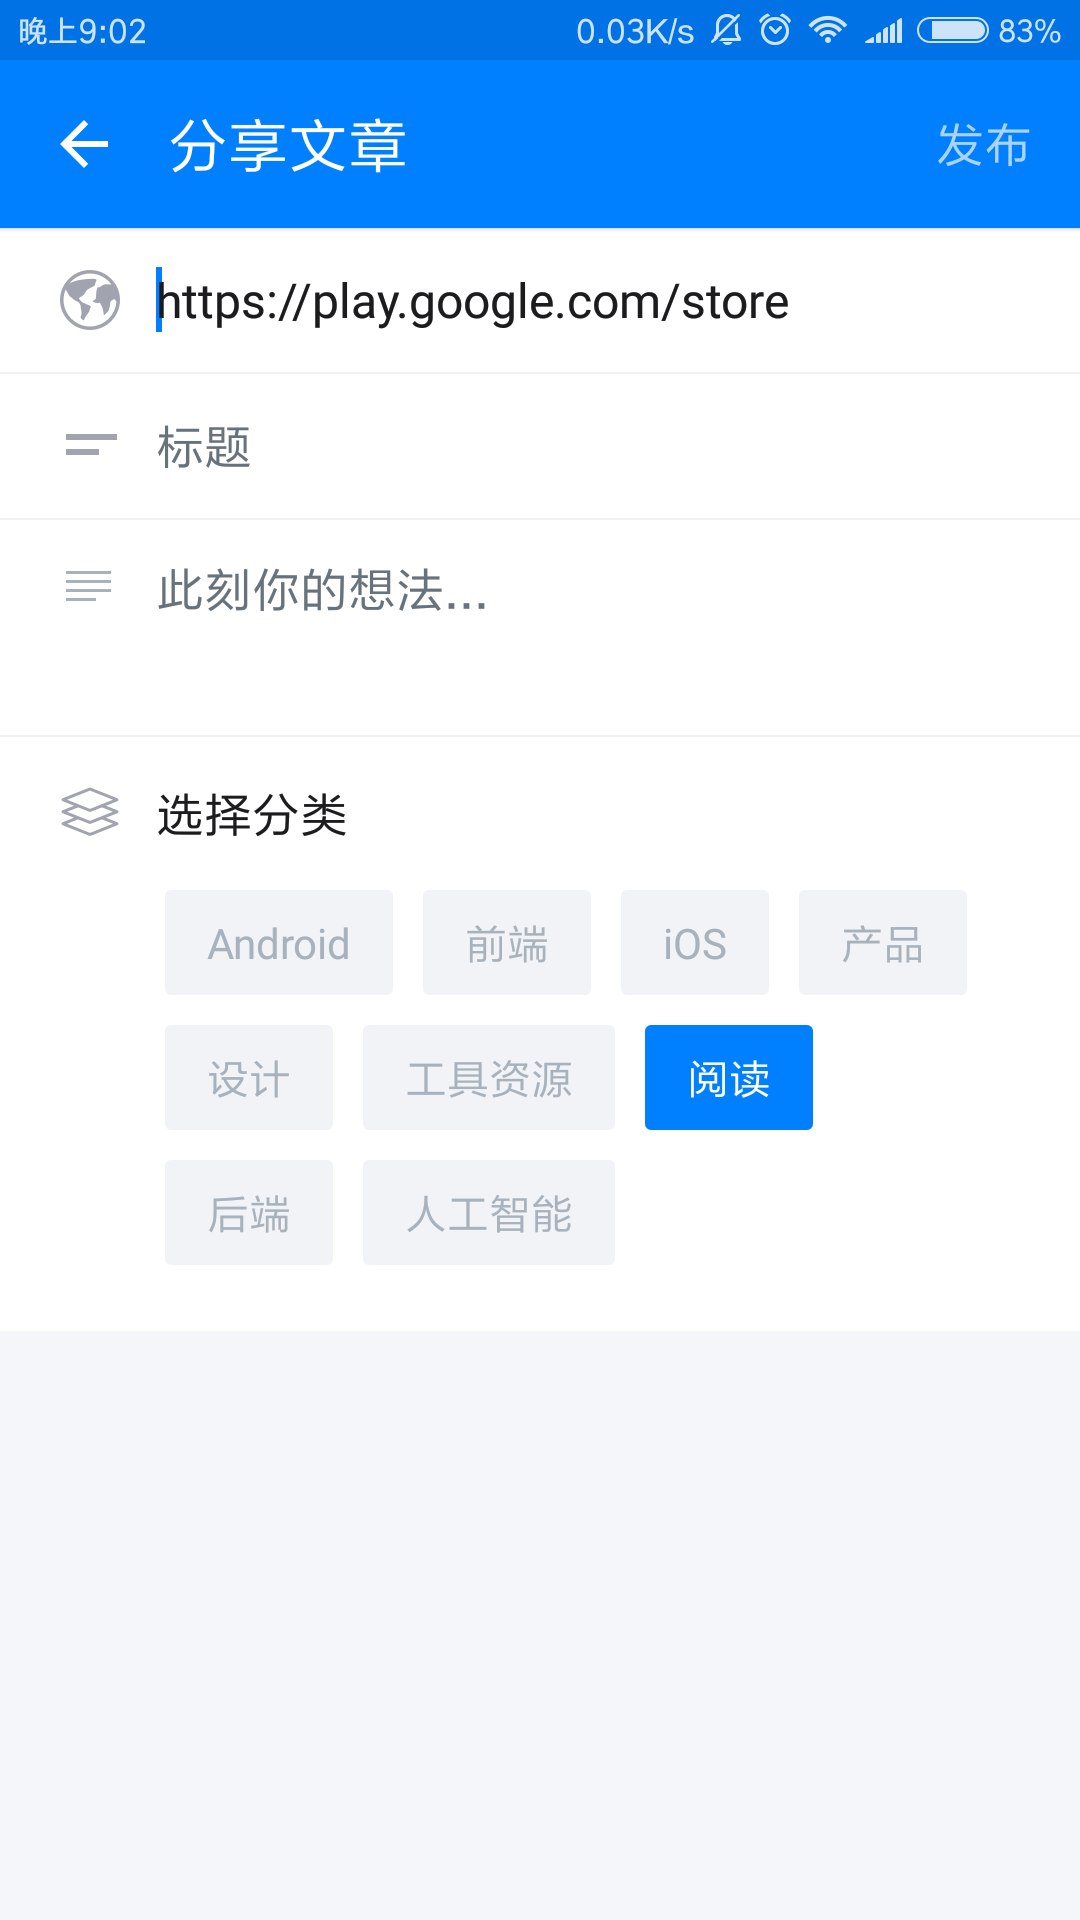 晚上9:02 0.03K/s 83%
分享文章 发布
https://play.google.com/store
标题
此刻你的想法...
选择分类
Android 前端 iOS 产品
设计 工具资源 阅读
后端 人工智能